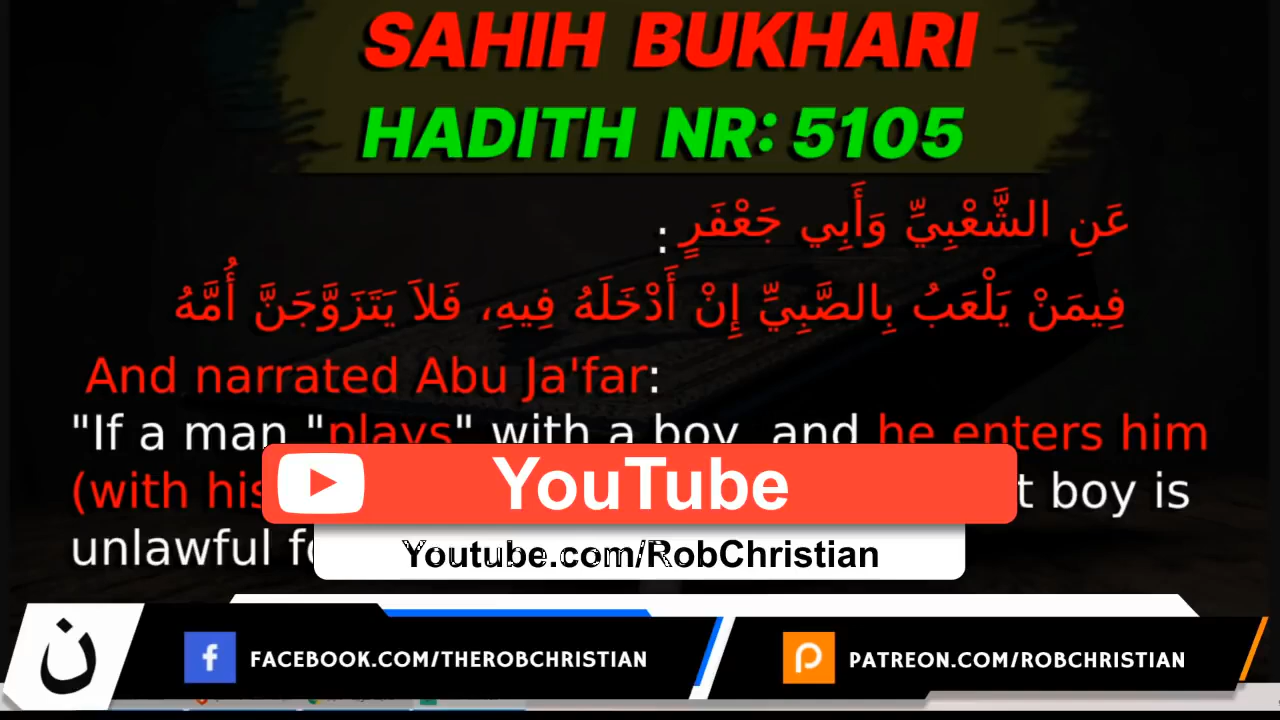 SAHIH BUKHARI
HADITH NR: 5105
عَنِ الشَّعْبِيِّ وَأَبِي جَعْفَرٍ :
فِيمَنْ يَلْعَبُ بِالصَّبِيِّ إِنْ أَدْخَلَهُ فِيهِ، فَلاَ يَتَزَوَّجَنَّ أُمَّهُ
And narrated Abu Ja'far:
"If a man "plays" with a boy, and he enters him
(with his
boy is
unlawful
YouTube
Youtube.com/RobChristian
ن
FACEBOOK.COM/THEROBCHRISTIAN
PATREON.COM/ROBCHRISTIAN